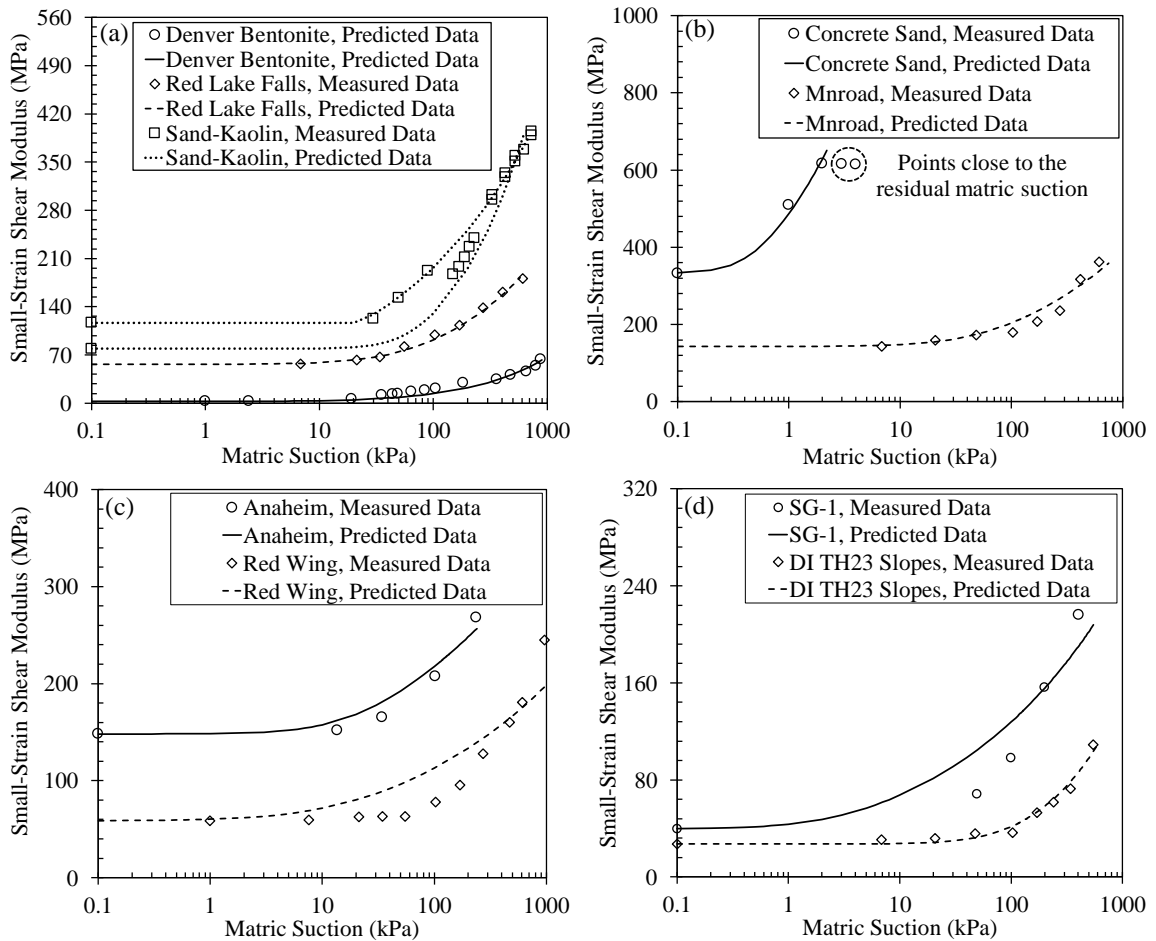 (a)
Denver Bentonite, Predicted Data
Denver Bentonite, Predicted Data
Red Lake Falls, Measured Data
Red Lake Falls, Predicted Data
Sand-Kaolin, Measured Data
Sand-Kaolin, Predicted Data
Small-Strain Shear Modulus (MPa)
560
490
420
350
280
210
140
70
0
0.1 1 10 100 1000
Matric Suction (kPa)
(b)
Concrete Sand, Measured Data
Concrete Sand, Predicted Data
Mnroad, Measured Data
Mnroad, Predicted Data
Points close to the
residual matric suction
Small-Strain Shear Modulus (MPa)
1000
800
600
400
200
0
0.1 1 10 100 1000
Matric Suction (kPa)
(c)
Anaheim, Measured Data
Anaheim, Predicted Data
Red Wing, Measured Data
Red Wing, Predicted Data
Small-Strain Shear Modulus (MPa)
400
300
200
100
0
0.1 1 10 100 1000
Matric Suction (kPa)
(d)
SG-1, Measured Data
SG-1, Predicted Data
DI TH23 Slopes, Measured Data
DI TH23 Slopes, Predicted Data
Small-Strain Shear Modulus (MPa)
320
240
160
80
0
0.1 1 10 100 1000
Matric Suction (kPa)